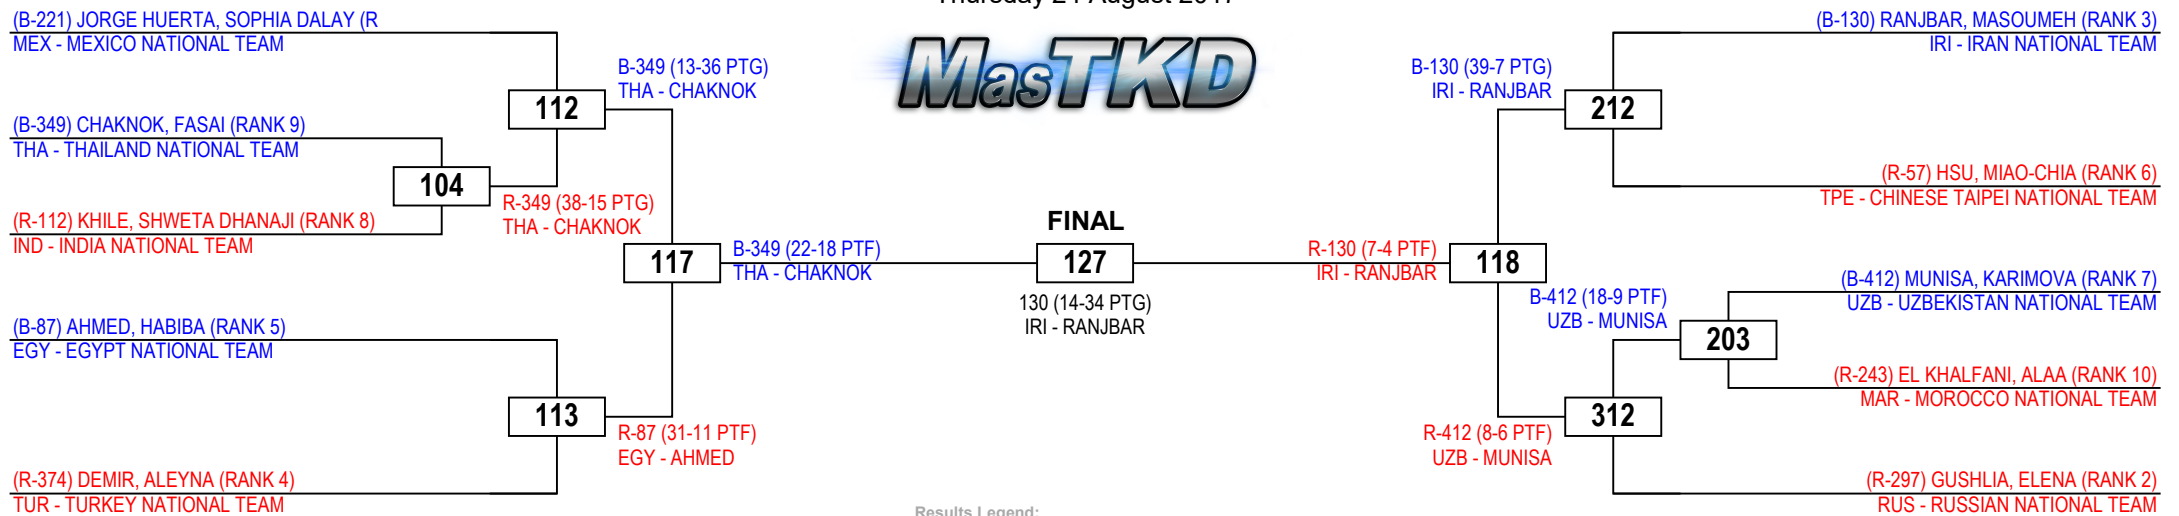 Thursday 24 August 2017
MasTKD
(B-221) JORGE HUERTA, SOPHIA DALAY (R
MEX - MEXICO NATIONAL TEAM
(B-349) CHAKNOK, FASAI (RANK 9)
THA - THAILAND NATIONAL TEAM
(R-112) KHILE, SHWETA DHANAJI (RANK 8)
IND - INDIA NATIONAL TEAM
(B-87) AHMED, HABIBA (RANK 5)
EGY - EGYPT NATIONAL TEAM
(R-374) DEMIR, ALEYNA (RANK 4)
TUR - TURKEY NATIONAL TEAM
104
R-349 (38-15 PTG)
THA - CHAKNOK
112
B-349 (13-36 PTG)
THA - CHAKNOK
113
R-87 (31-11 PTF)
EGY - AHMED
117
B-349 (22-18 PTF)
THA - CHAKNOK
FINAL
127
130 (14-34 PTG)
IRI - RANJBAR
R-130 (7-4 PTF)
IRI - RANJBAR
118
B-130 (39-7 PTG)
IRI - RANJBAR
212
R-412 (8-6 PTF)
UZB - MUNISA
312
B-412 (18-9 PTF)
UZB - MUNISA
203
(B-130) RANJBAR, MASOUMEH (RANK 3)
IRI - IRAN NATIONAL TEAM
(R-57) HSU, MIAO-CHIA (RANK 6)
TPE - CHINESE TAIPEI NATIONAL TEAM
(B-412) MUNISA, KARIMOVA (RANK 7)
UZB - UZBEKISTAN NATIONAL TEAM
(R-243) EL KHALFANI, ALAA (RANK 10)
MAR - MOROCCO NATIONAL TEAM
(R-297) GUSHLIA, ELENA (RANK 2)
RUS - RUSSIAN NATIONAL TEAM
Results Legend: